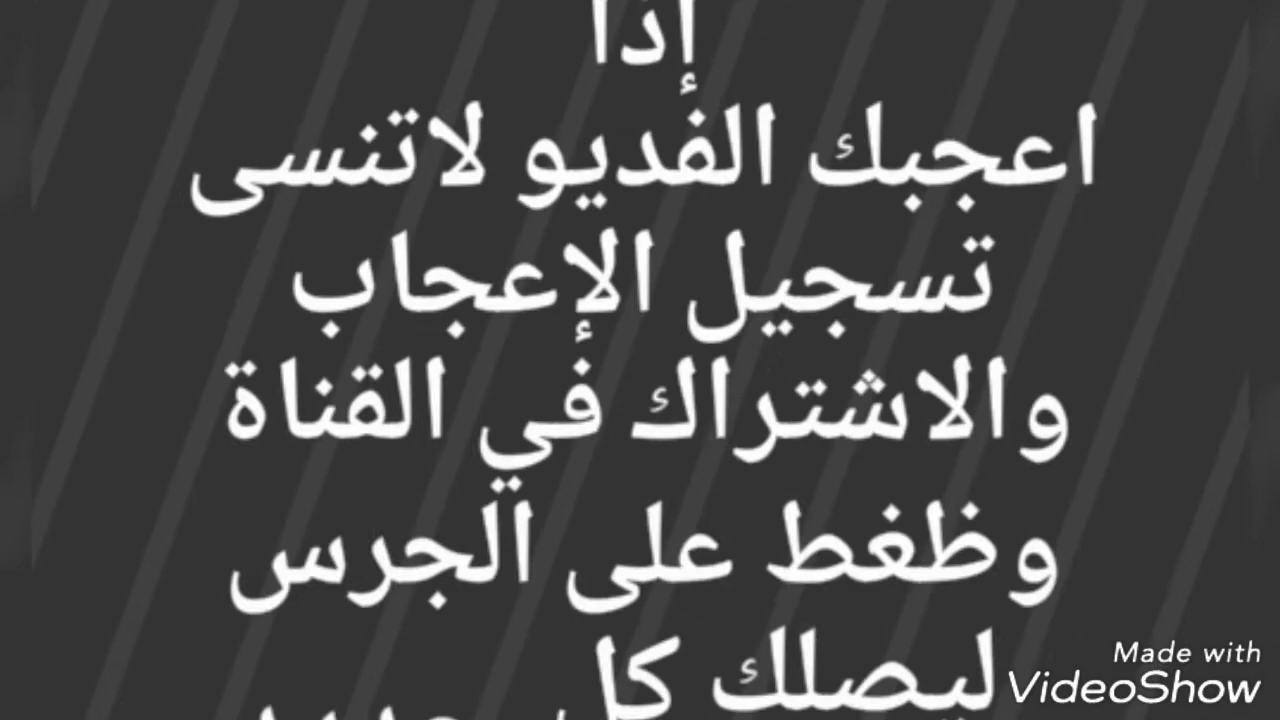 إذا
اعجبك الفديو لاتنسى
تسجيل الإعجاب
والاشتراك في القناة
وظغط على الجرس
ليصلك كل
Made with
VideoShow